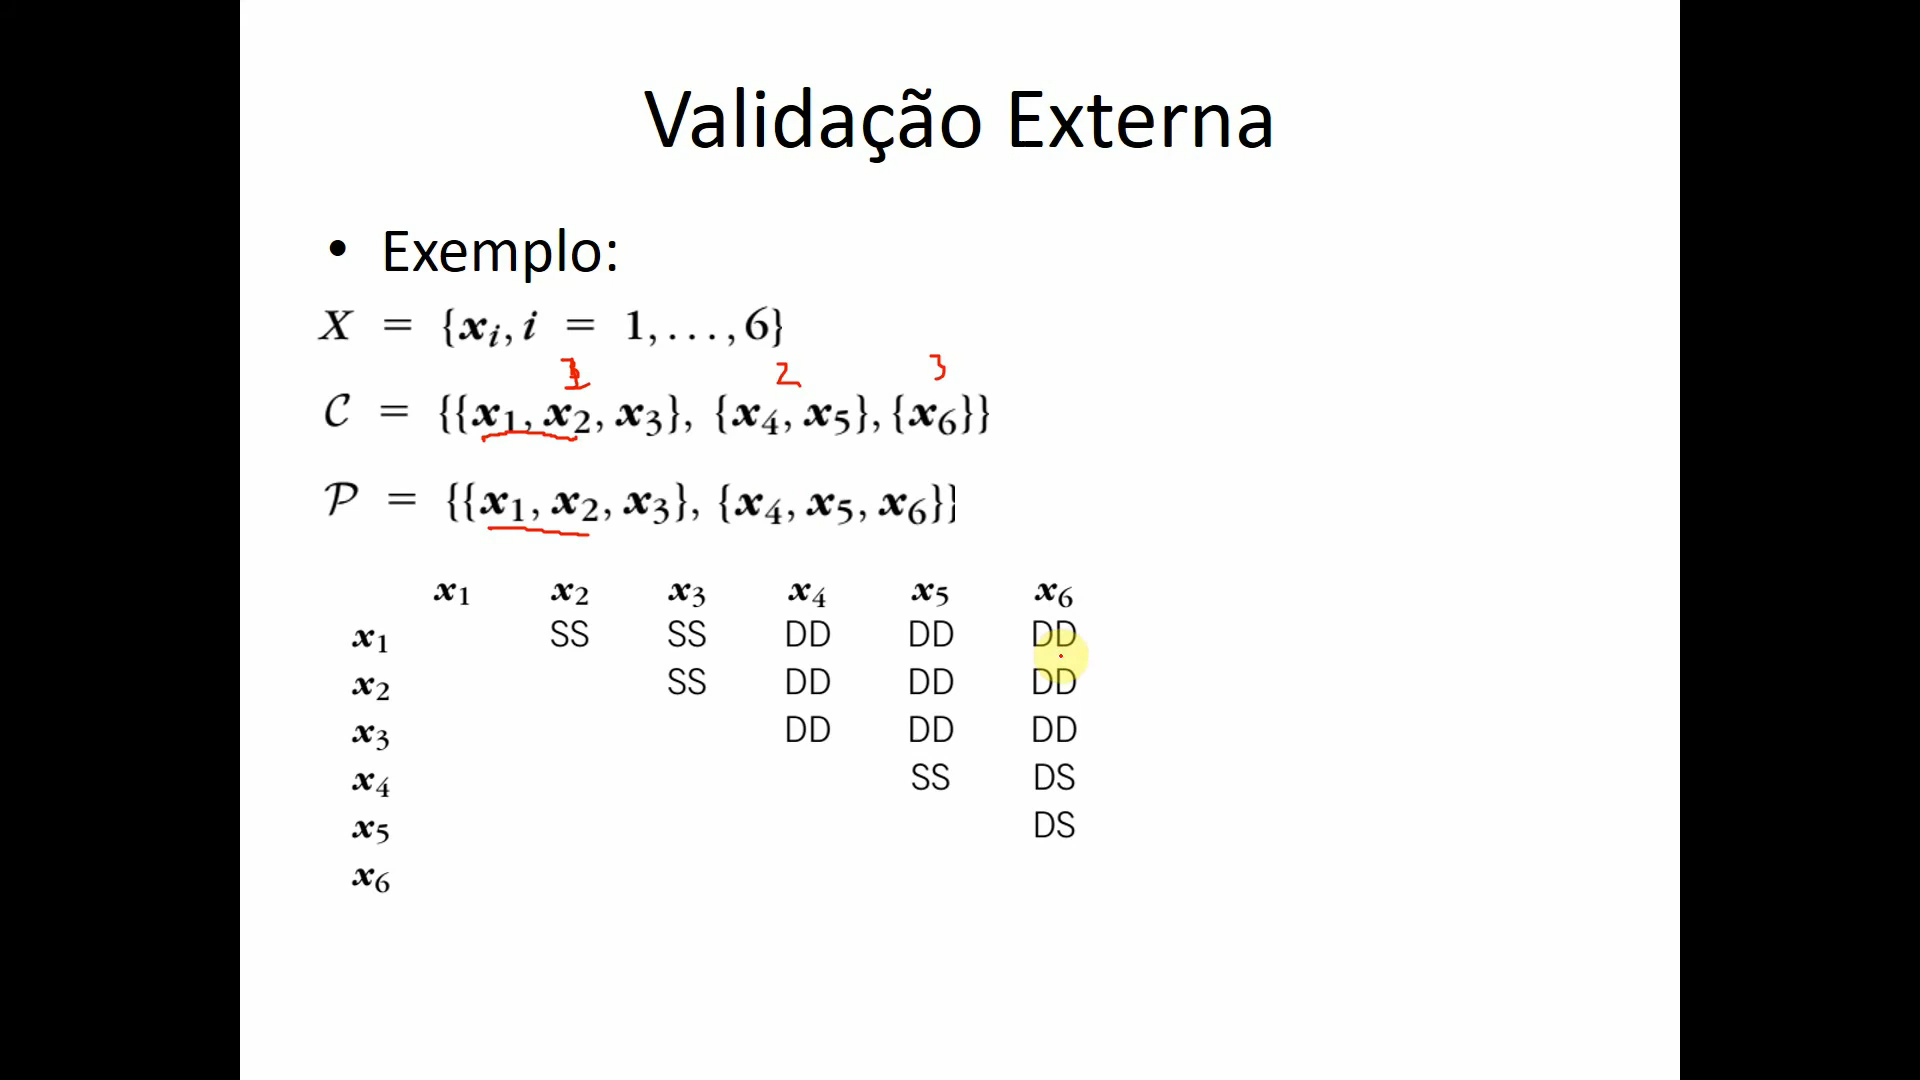 Validação Externa
• Exemplo:
X = {xᵢ, i = 1, . . . , 6}
1 2 3
C = {{x₁, x₂, x₃}, {x₄, x₅}, {x₆}}
P = {{x₁, x₂, x₃}, {x₄, x₅, x₆}}
x₁ x₂ x₃ x₄ x₅ x₆
x₁ SS SS DD DD DD
x₂ SS DD DD DD
x₃ DD DD DD
x₄ SS DS
x₅ DS
x₆